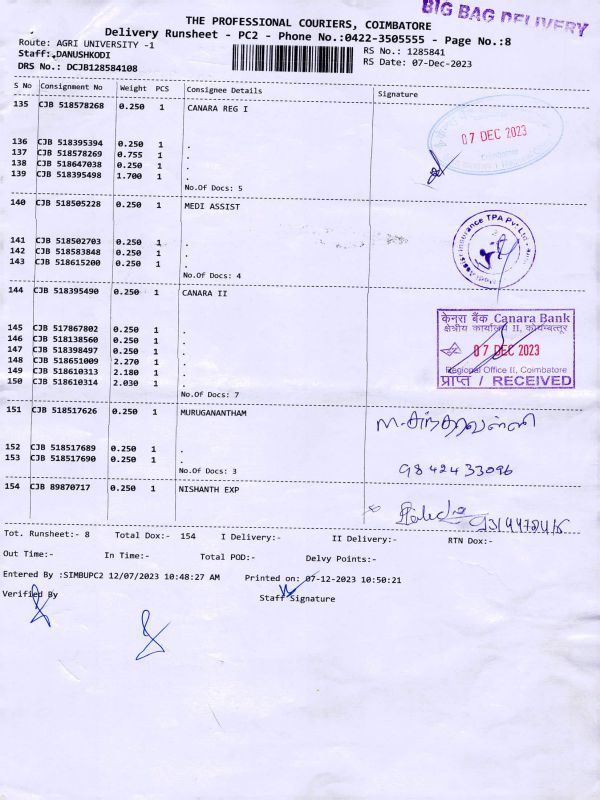 BIG BAG DELIVERY
THE PROFESSIONAL COURIERS, COIMBATORE
Delivery Runsheet - PC2 - Phone No.:0422-3505555 - Page No.:8
Route: AGRI UNIVERSITY -1
RS No.: 1285841
Staff:.DANUSHKODI
RS Date: 07-Dec-2023
DRS No.: DCJB128584108
S No Consignment No Weight PCS Consignee Details Signature
135 CJB 518578268 0.250 1 CANARA REG I
07 DEC 2023
Coimbatore
136 CJB 518395394 0.250 1 .
137 CJB 518578269 0.755 1 .
138 CJB 518647038 0.250 1 .
139 CJB 518395498 1.700 1 .
No.Of Docs: 5
140 CJB 518505228 0.250 1 MEDI ASSIST
Medi Assist Insurance TPA Pvt Ltd
141 CJB 518502703 0.250 1 .
142 CJB 518583848 0.250 1 .
143 CJB 518615200 0.250 1 .
No.Of Docs: 4
144 CJB 518395490 0.250 1 CANARA II
केनरा बैंक Canara Bank
क्षेत्रीय कार्यालय II, कोयम्बत्तूर
07 DEC 2023
Regional Office II, Coimbatore
प्राप्त / RECEIVED
145 CJB 517867802 0.250 1 .
146 CJB 518138560 0.250 1 .
147 CJB 518398497 0.250 1 .
148 CJB 518651009 2.270 1 .
149 CJB 518610313 2.180 1 .
150 CJB 518610314 2.030 1 .
No.Of Docs: 7
151 CJB 518517626 0.250 1 MURUGANANTHAM
152 CJB 518517689 0.250 1 .
153 CJB 518517690 0.250 1 .
No.Of Docs: 3
9842433096
154 CJB 89870717 0.250 1 NISHANTH EXP
Tot. Runsheet:- 8 Total Dox:- 154 I Delivery:- II Delivery:- RTN Dox:-
Out Time:- In Time:- Total POD:- Delvy Points:-
Entered By :SIMBUPC2 12/07/2023 10:48:27 AM Printed on: 07-12-2023 10:50:21
Verified By Staff Signature